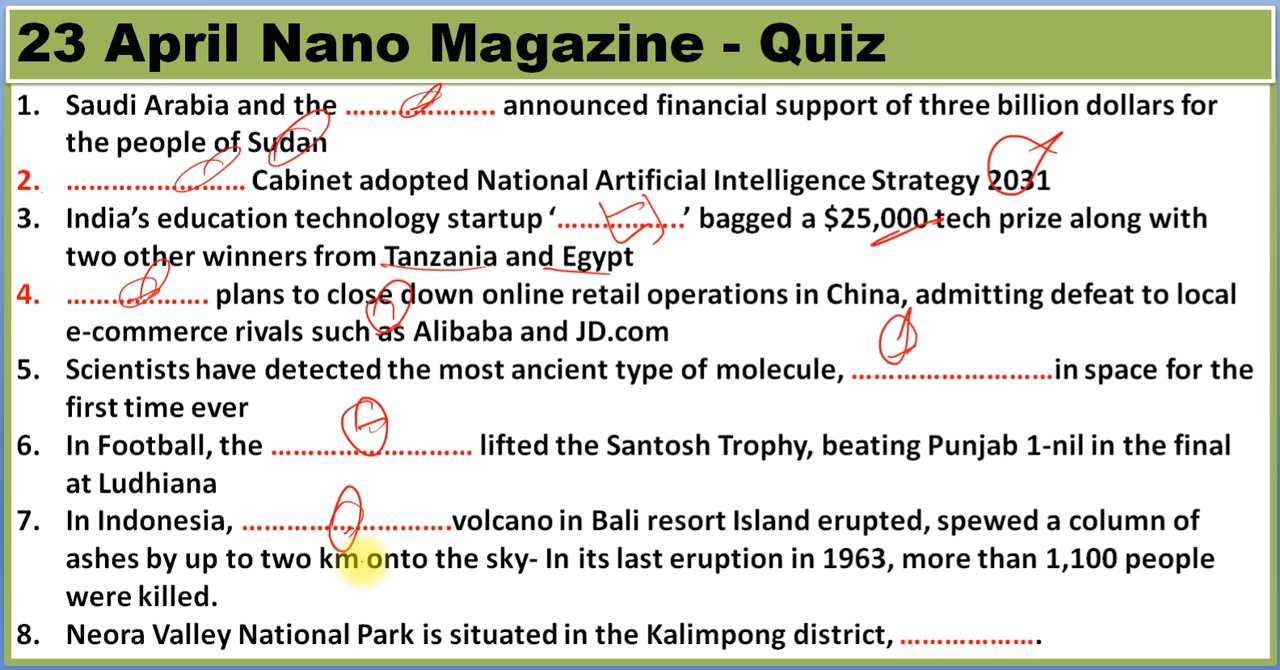 23 April Nano Magazine - Quiz
1. Saudi Arabia and the .................... announced financial support of three billion dollars for
the people of Sudan
2. ........................ Cabinet adopted National Artificial Intelligence Strategy 2031
3. India's education technology startup '.................' bagged a $25,000 tech prize along with
two other winners from Tanzania and Egypt
4. ................... plans to close down online retail operations in China, admitting defeat to local
e-commerce rivals such as Alibaba and JD.com
5. Scientists have detected the most ancient type of molecule, ...........................in space for the
first time ever
6. In Football, the ........................... lifted the Santosh Trophy, beating Punjab 1-nil in the final
at Ludhiana
7. In Indonesia, ............................volcano in Bali resort Island erupted, spewed a column of
ashes by up to two km onto the sky- In its last eruption in 1963, more than 1,100 people
were killed.
8. Neora Valley National Park is situated in the Kalimpong district, ...................